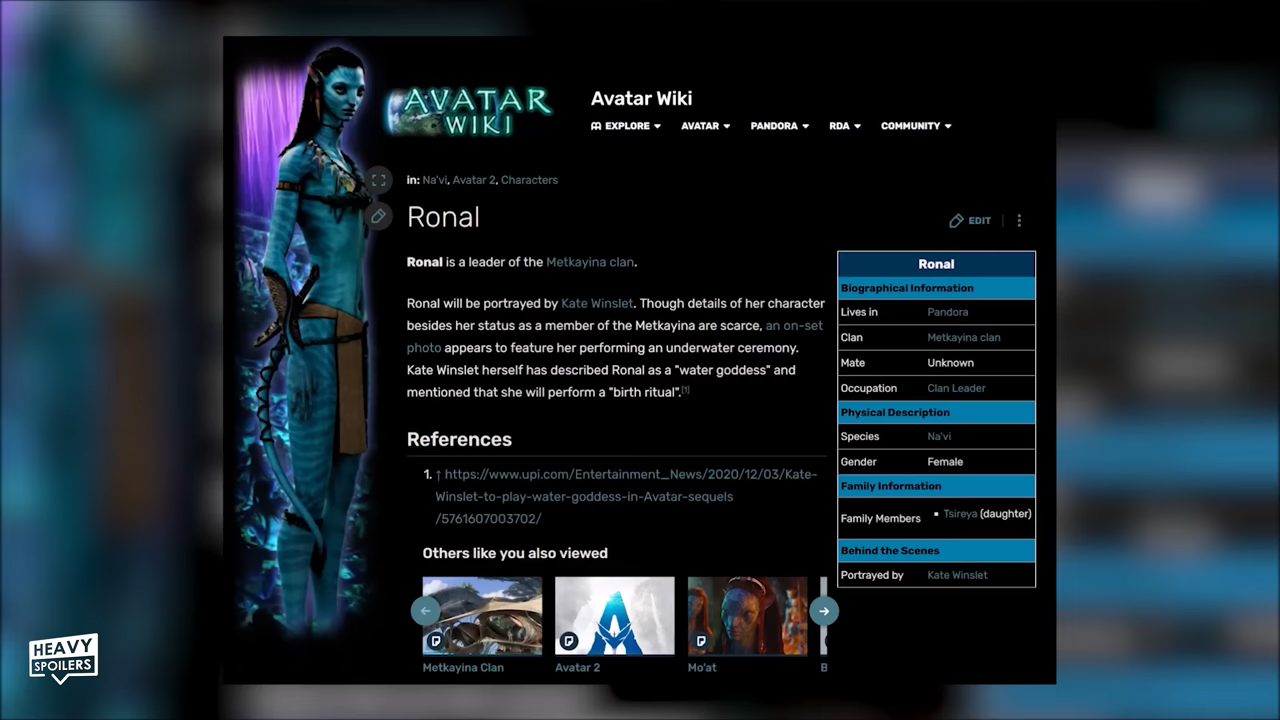 AVATAR
WIKI
Avatar Wiki
EXPLORE
AVATAR
PANDORA
RDA
COMMUNITY
in: Na'vi, Avatar 2, Characters
Ronal
EDIT
Ronal is a leader of the Metkayina clan.
Ronal will be portrayed by Kate Winslet. Though details of her character
besides her status as a member of the Metkayina are scarce, an on-set
photo appears to feature her performing an underwater ceremony.
Kate Winslet herself has described Ronal as a "water goddess" and
mentioned that she will perform a "birth ritual".[1]
References
1. ↑ https://www.upi.com/Entertainment_News/2020/12/03/Kate-
Winslet-to-play-water-goddess-in-Avatar-sequels
/5761607003702/
Others like you also viewed
Metkayina Clan
Avatar 2
Mo'at
B
Ronal
Biographical Information
Lives in Pandora
Clan Metkayina clan
Mate Unknown
Occupation Clan Leader
Physical Description
Species Na'vi
Gender Female
Family Information
Family Members ▪ Tsireya (daughter)
Behind the Scenes
Portrayed by Kate Winslet
HEAVY
SPOILERS